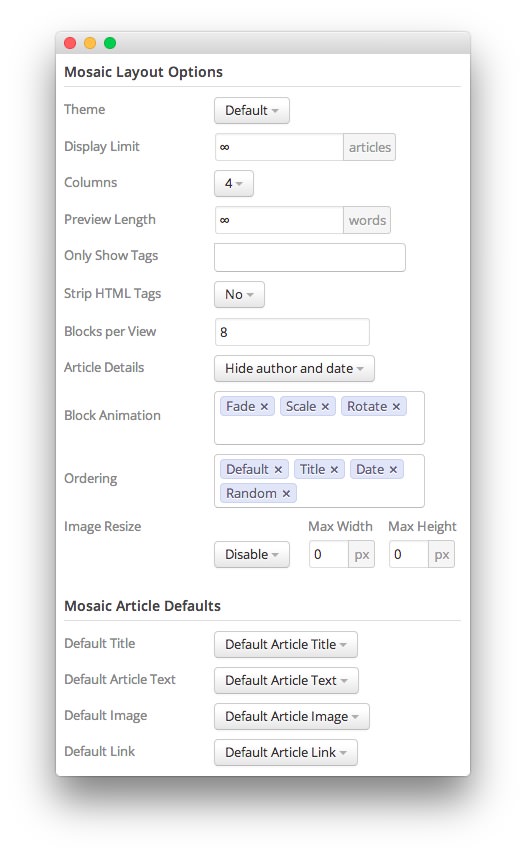 Mosaic Layout Options
Theme Default
Display Limit ∞ articles
Columns 4
Preview Length ∞ words
Only Show Tags
Strip HTML Tags No
Blocks per View 8
Article Details Hide author and date
Block Animation Fade × Scale × Rotate ×
Ordering Default × Title × Date ×
Random ×
Image Resize Max Width Max Height
Disable 0 px 0 px
Mosaic Article Defaults
Default Title Default Article Title
Default Article Text Default Article Text
Default Image Default Article Image
Default Link Default Article Link